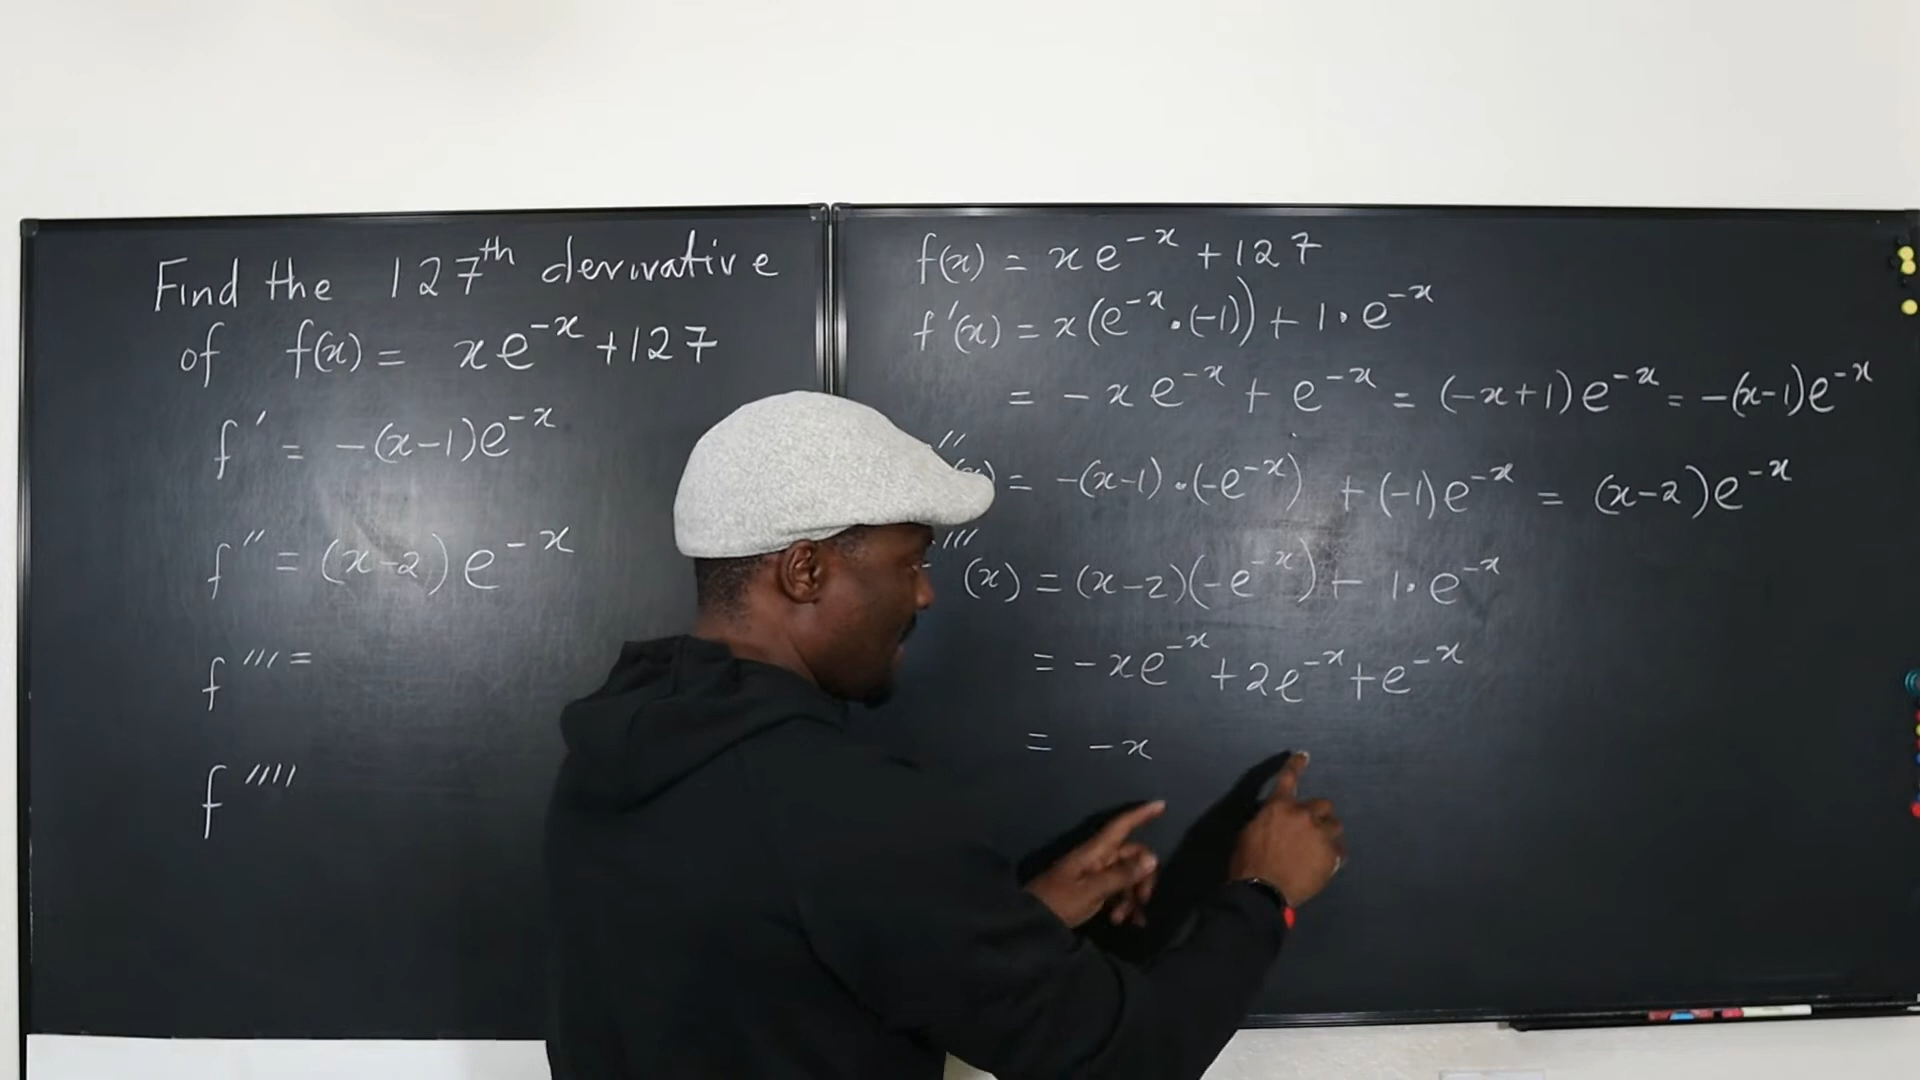 Find the 127th derivative
of f(x) = xe^-x +127
f' = -(x-1)e^-x
f'' = (x-2)e^-x
f''' =
f''''
f(x) = xe^-x +127
f'(x) = x(e^-x·(-1)) + 1·e^-x
= -xe^-x + e^-x = (-x+1)e^-x = -(x-1)e^-x
''(x) = -(x-1)·(-e^-x) + (-1)e^-x = (x-2)e^-x
'''(x) = (x-2)(-e^-x) + 1·e^-x
= -xe^-x + 2e^-x + e^-x
= -x